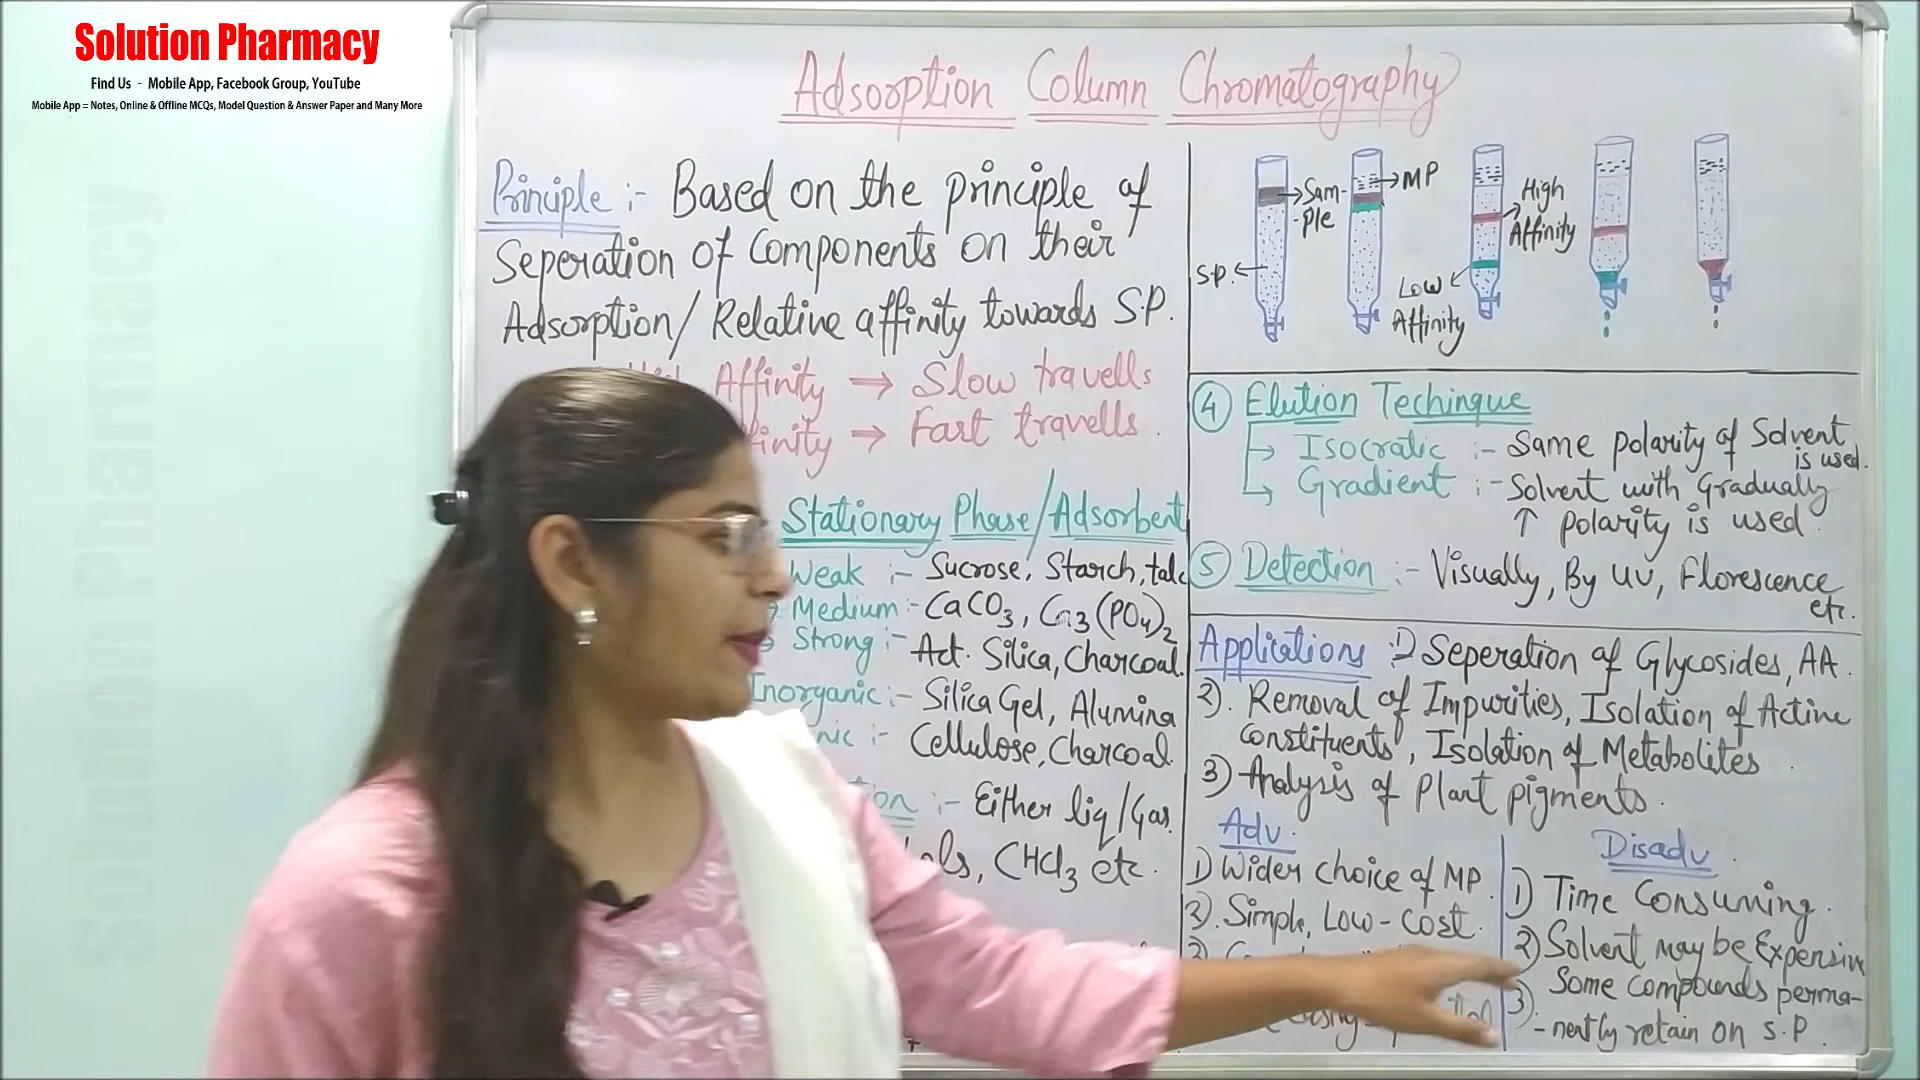 Solution Pharmacy
Find Us - Mobile App, Facebook Group, YouTube
Mobile App = Notes, Online & Offline MCQs, Model Question & Answer Paper and Many More
Solution Pharmacy
Adsorption Column Chromatography
Principle :- Based on the principle of
Seperation of Components on their
Adsorption/Relative affinity towards S.P.
Affinity → Slow travells
→ Fast travells.
Stationary Phase/Adsorbent
Weak :- Sucrose, Starch, talc
Medium :- CaCO3, Ca3(PO4)2
Strong :- Act. Silica, Charcoal
Inorganic :- Silica Gel, Alumina
:- Cellulose, Charcoal.
:- Either liq/Gas.
CHCl3 etc.
Sam-
-ple
S.P.
MP
High
Affinity
Low
Affinity
4 Elution Techinque
→ Isocratic :- Same polarity of Solvent
is used.
→ Gradient :- Solvent with Gradually
↑ polarity is used.
5 Detection :- Visually, By UV, Florescence
etc.
Applications :1) Seperation of Glycosides, AA.
2). Removal of Impurities, Isolation of Active
constituents, Isolation of Metabolites.
3) Analysis of Plant pigments.
Adv.
1) Wider Choice of MP.
2). Simple, Low-Cost.
Disadv.
1) Time Consuming.
2) Solvent may be Expensive
3). Some compounds perma-
-nently retain on S.P.